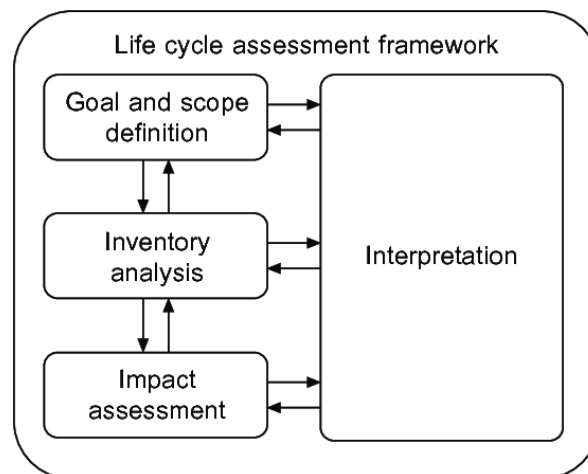 Life cycle assessment framework
Goal and scope
definition
Inventory
analysis
Impact
assessment
Interpretation